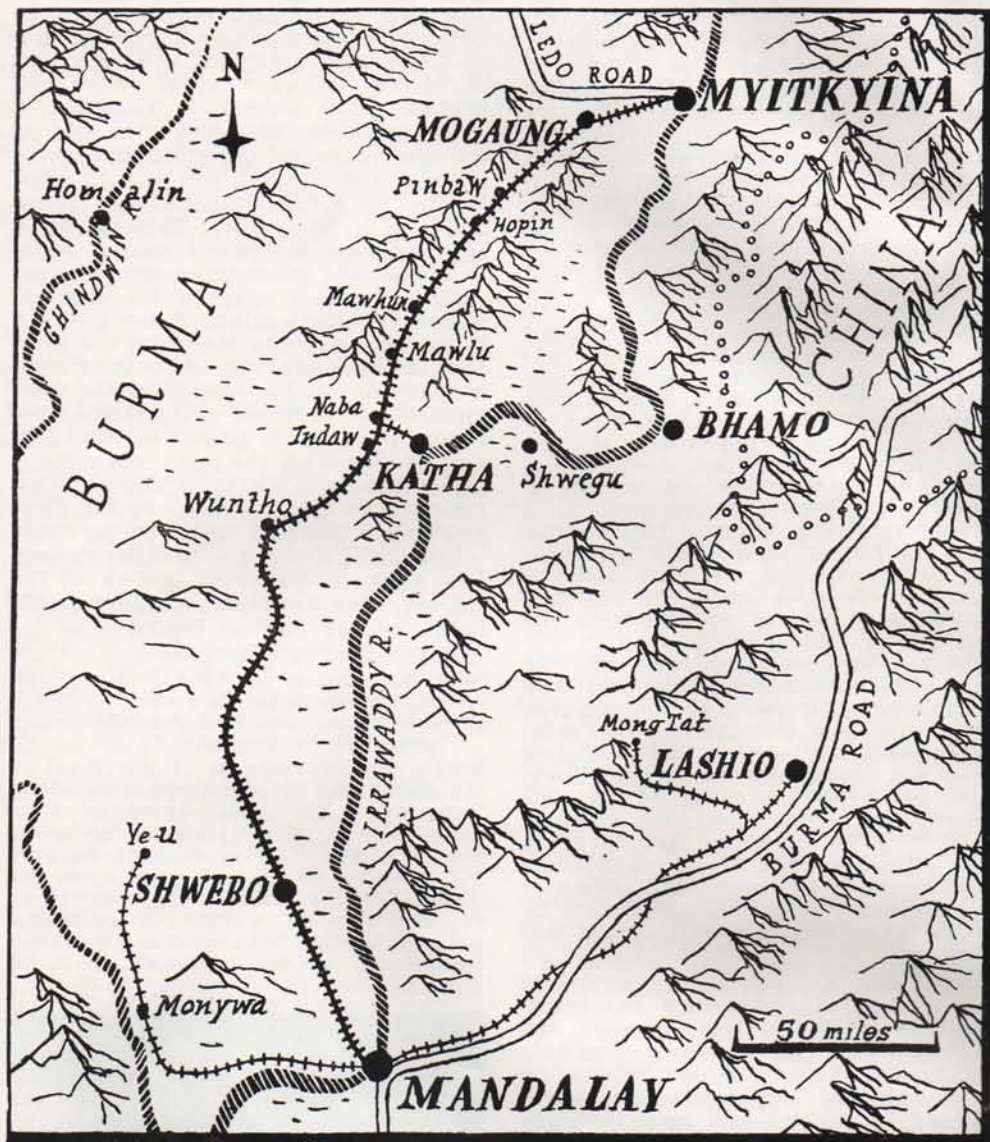 LEDO ROAD
N
MYITKYINA
MOGAUNG
Pinbaw
Homalin
Hopin
CHINDWIN R.
BURMA
CHINA
Mawhun
Mawlu
Naba
Indaw
KATHA
Shwegu
BHAMO
Wuntho
IRRAWADDY R.
Mong Tat
LASHIO
BURMA ROAD
Ye-u
SHWEBO
Monywa
50 miles
MANDALAY